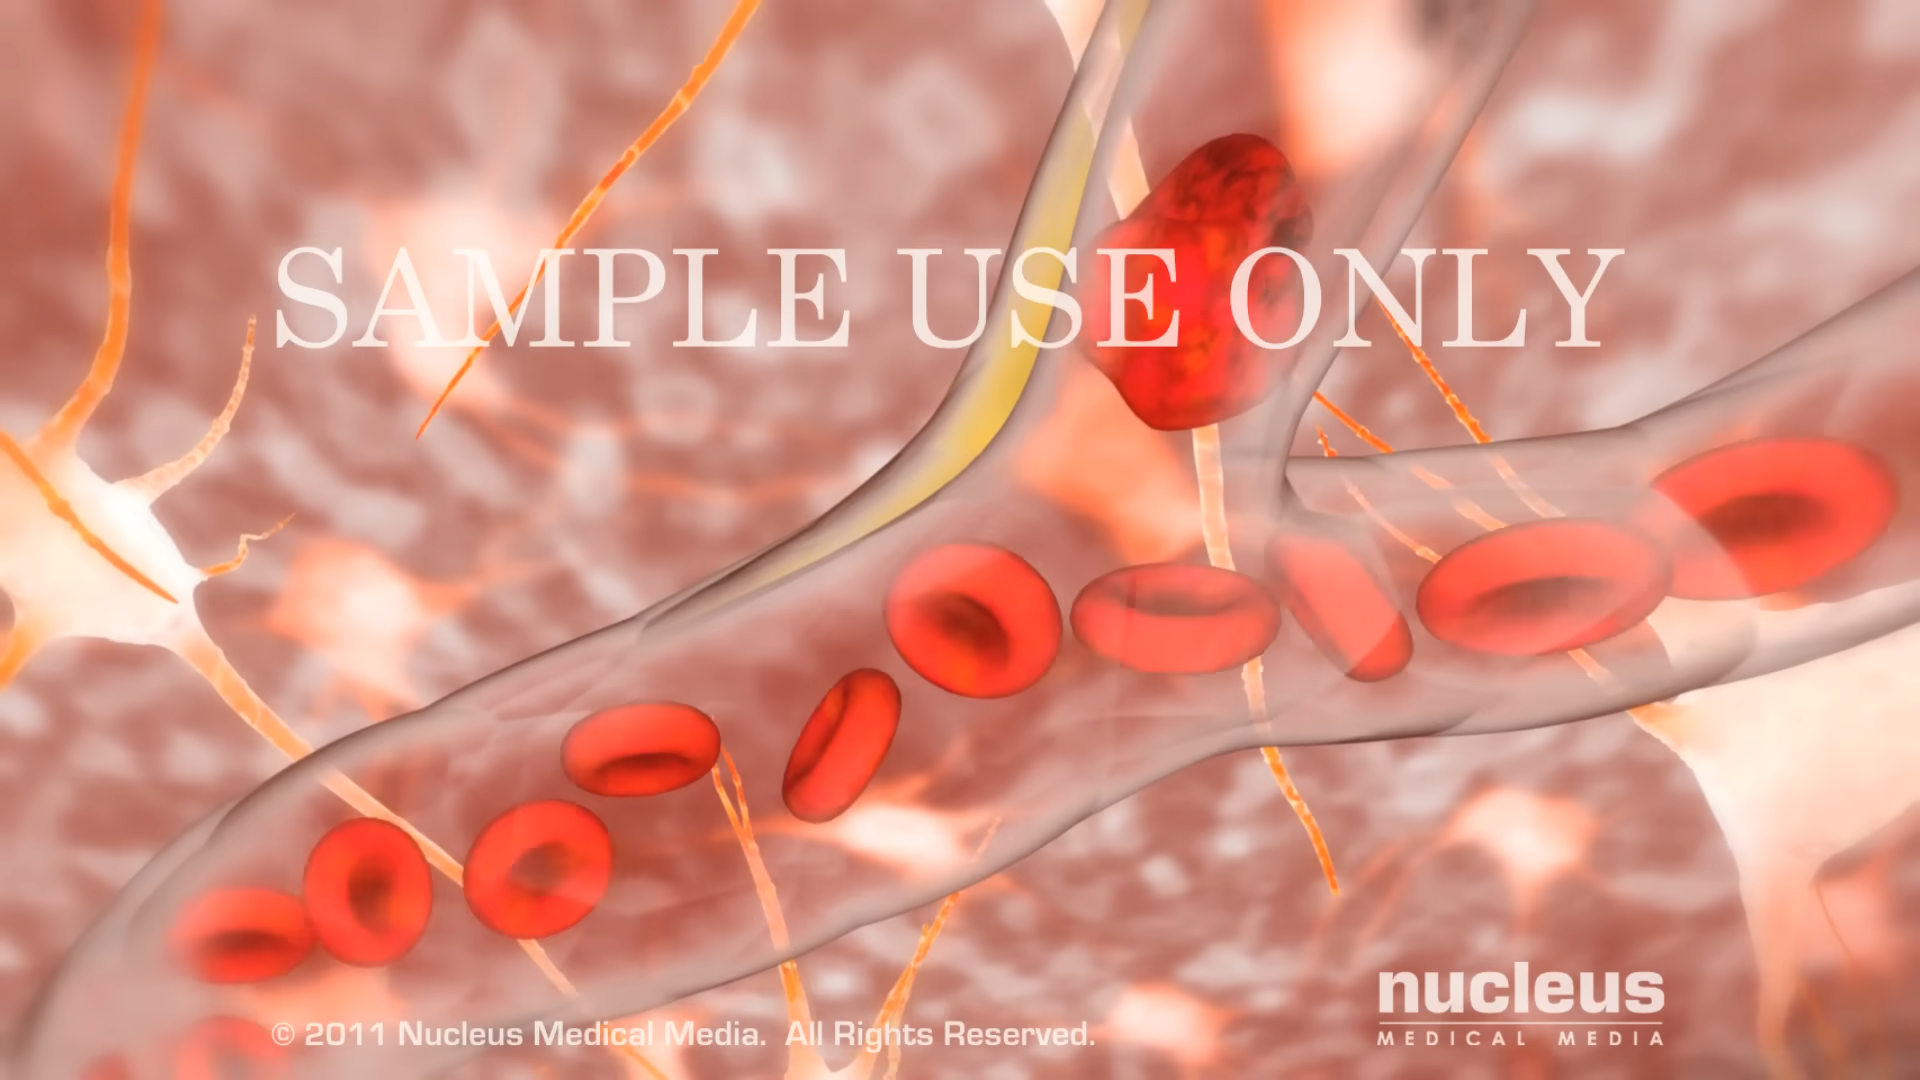 SAMPLE USE ONLY
nucleus
MEDICAL MEDIA
© 2011 Nucleus Medical Media. All Rights Reserved.